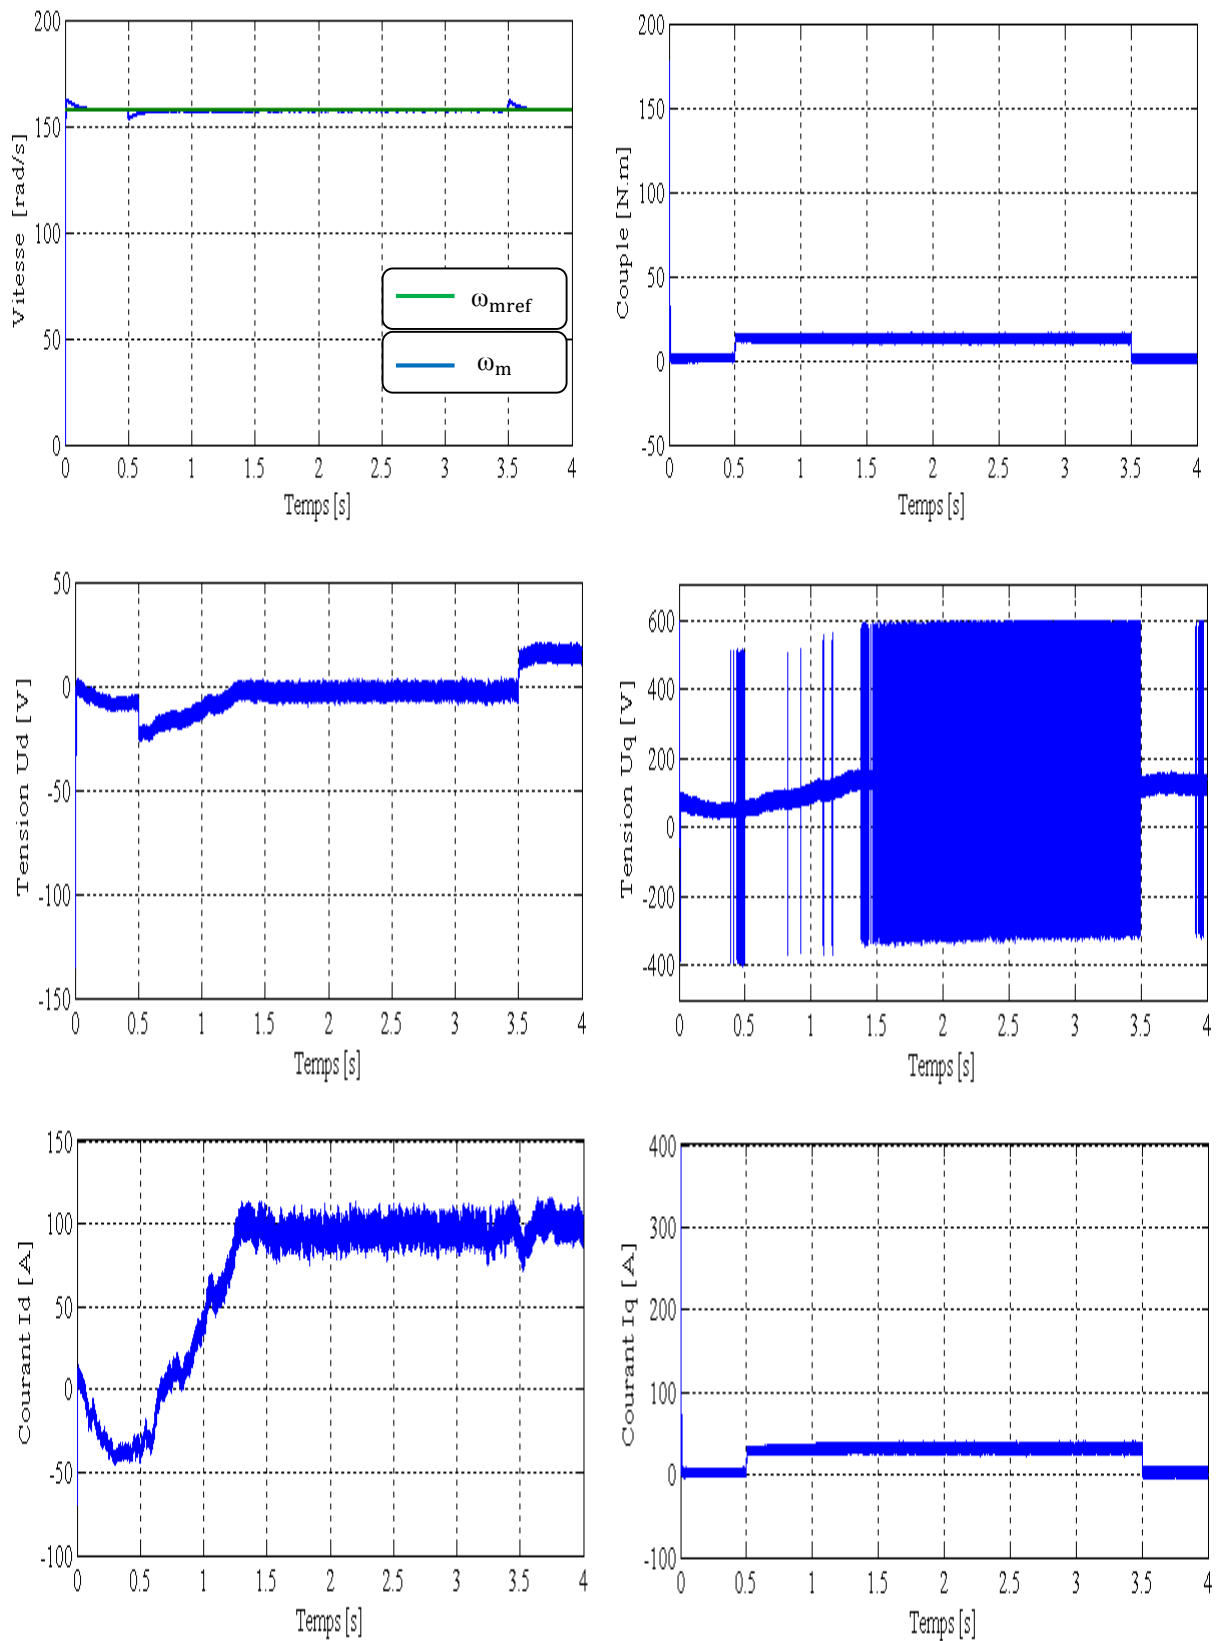 200
150
100
50
0
Vitesse [rad/s]
0 0.5 1 1.5 2 2.5 3 3.5 4
Temps[s]
ωmref
ωm
200
150
100
50
0
-50
Couple [N.m]
0 0.5 1 1.5 2 2.5 3 3.5 4
Temps[s]
50
0
-50
-100
-150
Tension Ud [V]
0 0.5 1 1.5 2 2.5 3 3.5 4
Temps[s]
600
400
200
0
-200
-400
Tension Uq [V]
0 0.5 1 1.5 2 2.5 3 3.5 4
Temps[s]
150
100
50
0
-50
-100
Courant Id [A]
0 0.5 1 1.5 2 2.5 3 3.5 4
Temps[s]
400
300
200
100
0
-100
Courant Iq [A]
0 0.5 1 1.5 2 2.5 3 3.5 4
Temps[s]